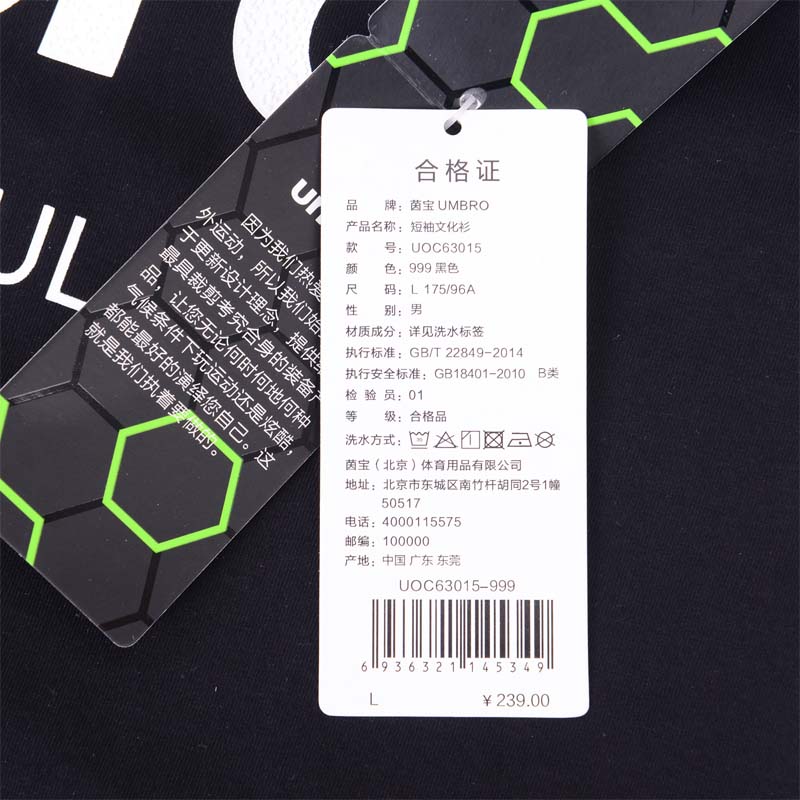 UL
un
因为我们热爱
外运动，所以我们始
于更新设计理念，提供给
最具裁剪考究合身的装备产
品，让您无论何时何地何种
气候条件下玩运动还是炫酷，
都能最好的演绎您自己。这
就是我们执着要做的。
合格证
品 牌：茵宝 UMBRO
产品名称：短袖文化衫
款 号：UOC63015
颜 色：999 黑色
尺 码：L 175/96A
性 别：男
材质成分：详见洗水标签
执行标准：GB/T 22849-2014
执行安全标准：GB18401-2010 B类
检 验 员：01
等 级：合格品
洗水方式：
茵宝（北京）体育用品有限公司
地址：北京市东城区南竹杆胡同2号1幢
50517
电话：4000115575
邮编：100000
产地：中国 广东 东莞
UOC63015-999
6 936321 145349
L ￥239.00